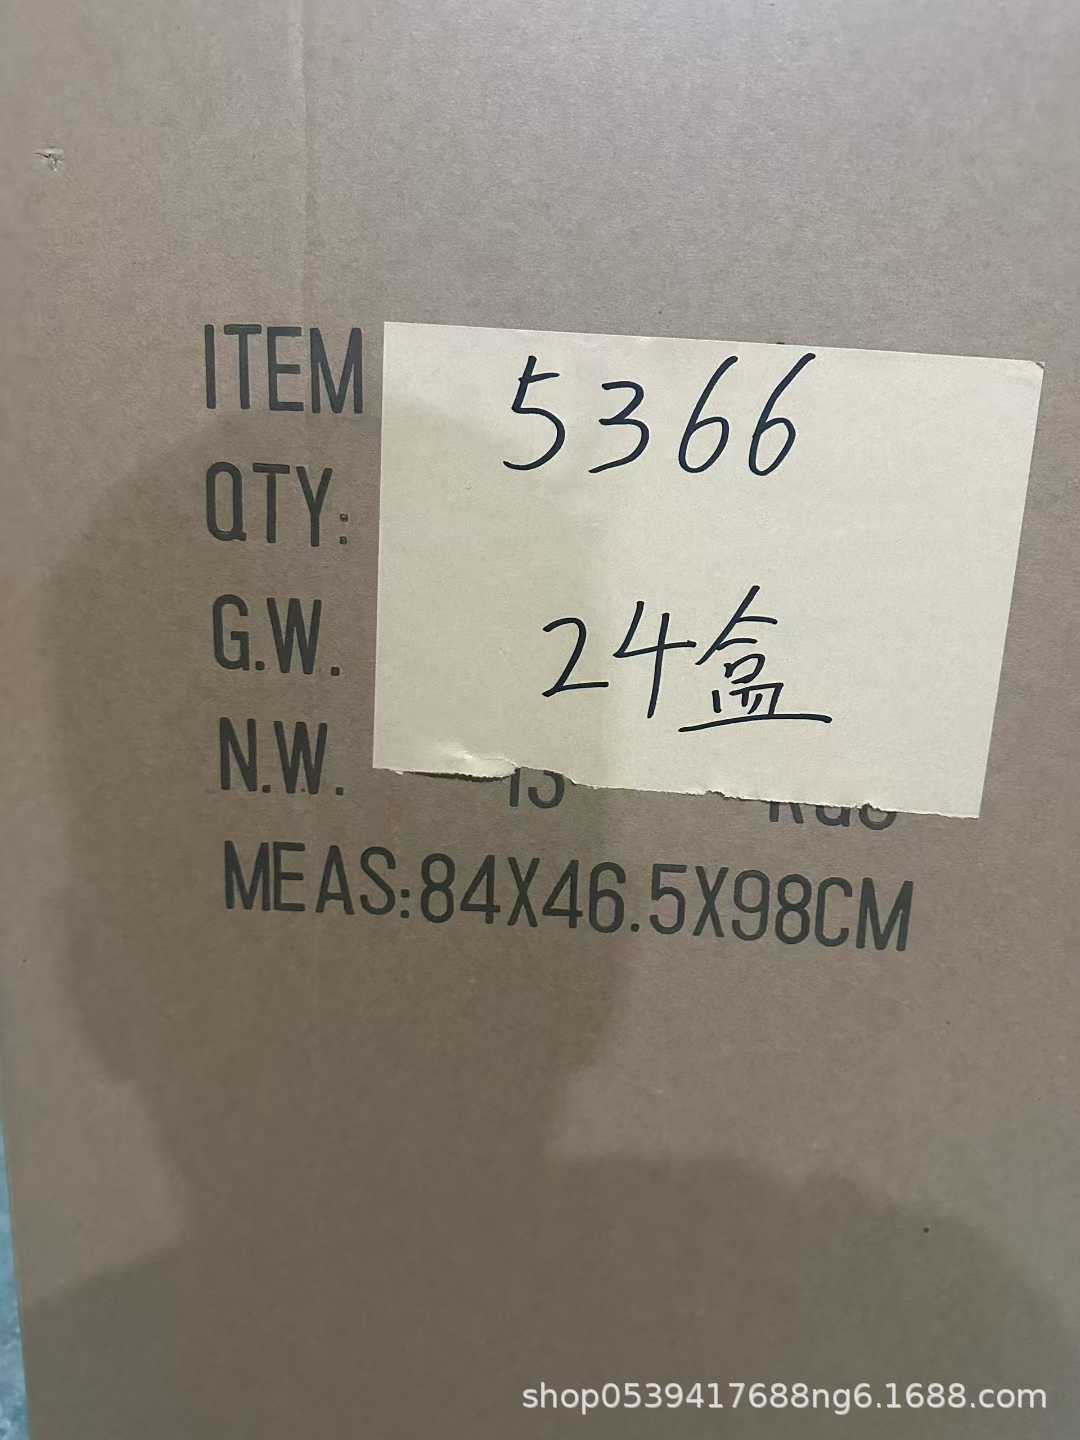 ITEM 5366
QTY:
G.W. 24盒
N.W.
MEAS:84X46.5X98CM
shop0539417688ng6.1688.com